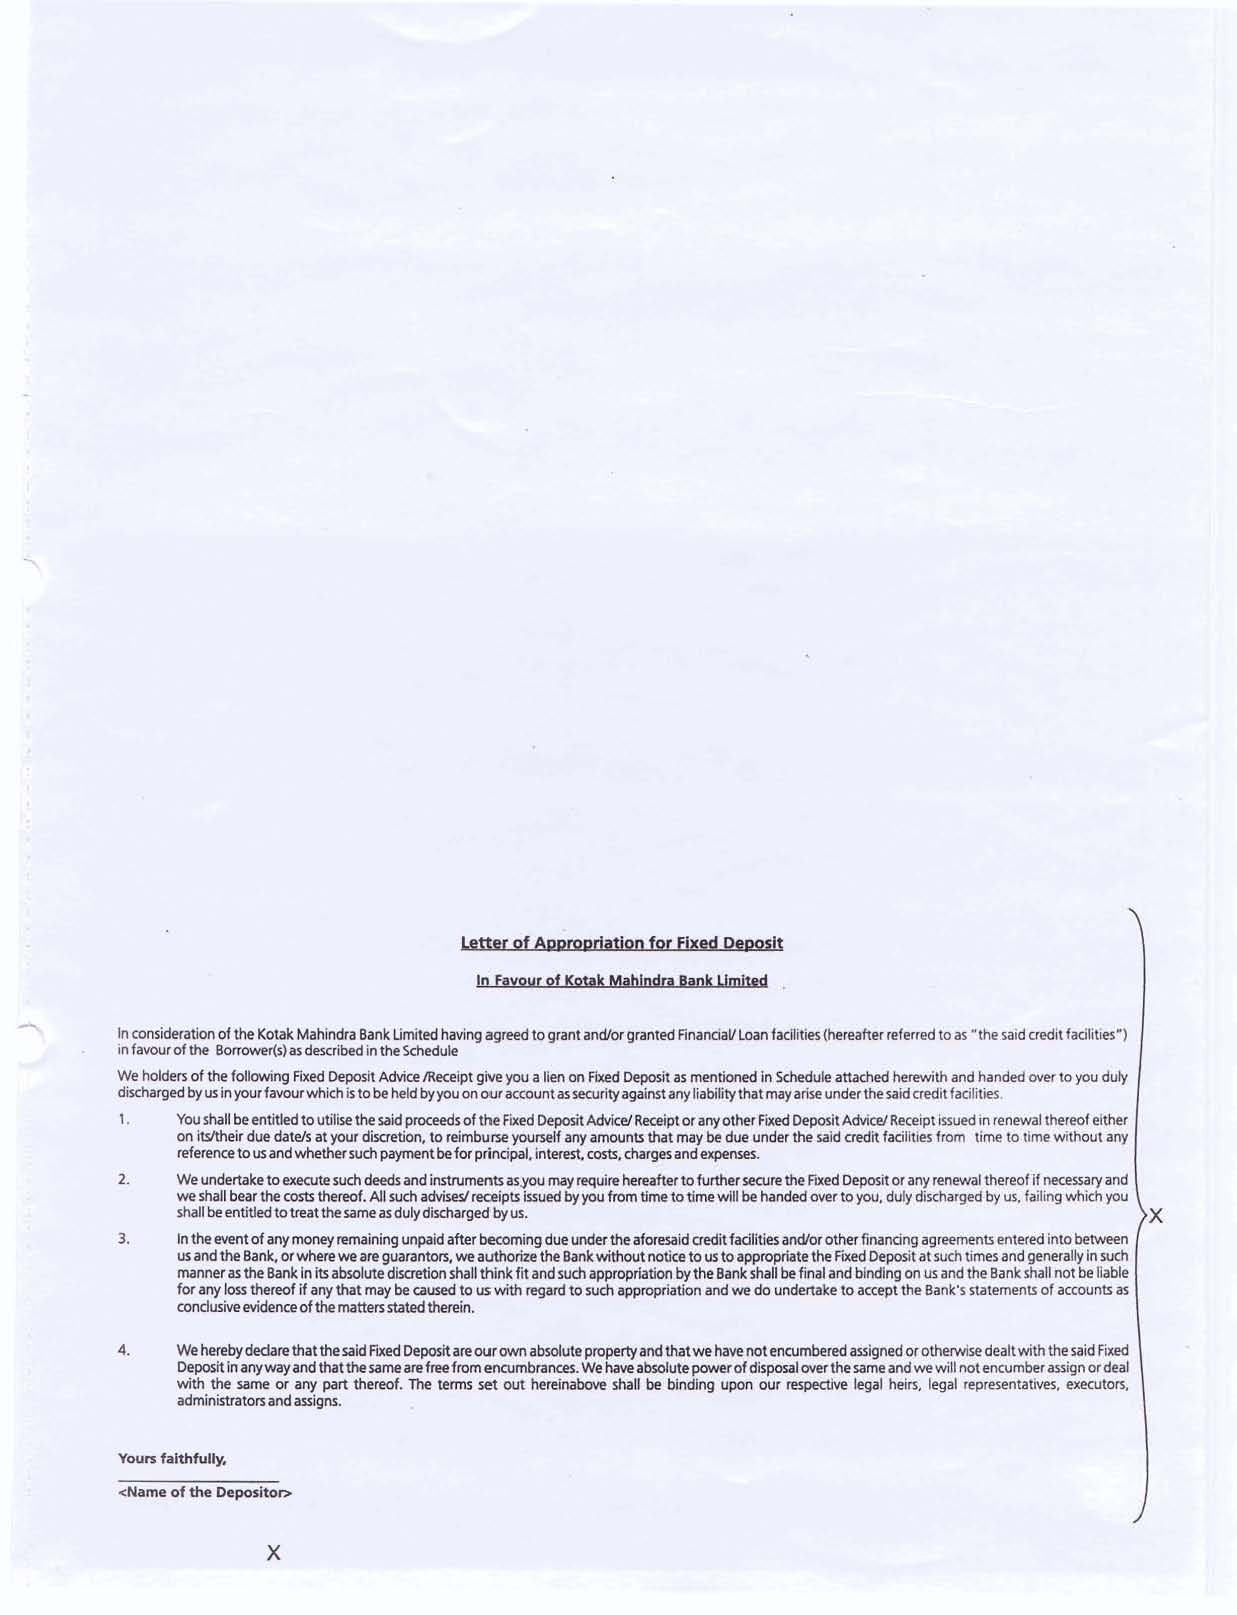 Letter of Appropriation for Fixed Deposit
In Favour of Kotak Mahindra Bank Limited
In consideration of the Kotak Mahindra Bank Limited having agreed to grant and/or granted Financial/ Loan facilities (hereafter referred to as "the said credit facilities")
in favour of the Borrower(s) as described in the Schedule
We holders of the following Fixed Deposit Advice /Receipt give you a lien on Fixed Deposit as mentioned in Schedule attached herewith and handed over to you duly
discharged by us in your favour which is to be held by you on our account as security against any liability that may arise under the said credit facilities.
1. You shall be entitled to utilise the said proceeds of the Fixed Deposit Advice/ Receipt or any other Fixed Deposit Advice/ Receipt issued in renewal thereof either
on its/their due date/s at your discretion, to reimburse yourself any amounts that may be due under the said credit facilities from time to time without any
reference to us and whether such payment be for principal, interest, costs, charges and expenses.
2. We undertake to execute such deeds and instruments as you may require hereafter to further secure the Fixed Deposit or any renewal thereof if necessary and
we shall bear the costs thereof. All such advises/ receipts issued by you from time to time will be handed over to you, duly discharged by us, failing which you
shall be entitled to treat the same as duly discharged by us.
X
3. In the event of any money remaining unpaid after becoming due under the aforesaid credit facilities and/or other financing agreements entered into between
us and the Bank, or where we are guarantors, we authorize the Bank without notice to us to appropriate the Fixed Deposit at such times and generally in such
manner as the Bank in its absolute discretion shall think fit and such appropriation by the Bank shall be final and binding on us and the Bank shall not be liable
for any loss thereof if any that may be caused to us with regard to such appropriation and we do undertake to accept the Bank's statements of accounts as
conclusive evidence of the matters stated therein.
4. We hereby declare that the said Fixed Deposit are our own absolute property and that we have not encumbered assigned or otherwise dealt with the said Fixed
Deposit in any way and that the same are free from encumbrances. We have absolute power of disposal over the same and we will not encumber assign or deal
with the same or any part thereof. The terms set out hereinabove shall be binding upon our respective legal heirs, legal representatives, executors,
administrators and assigns.
Yours faithfully,
<Name of the Depositor>
X